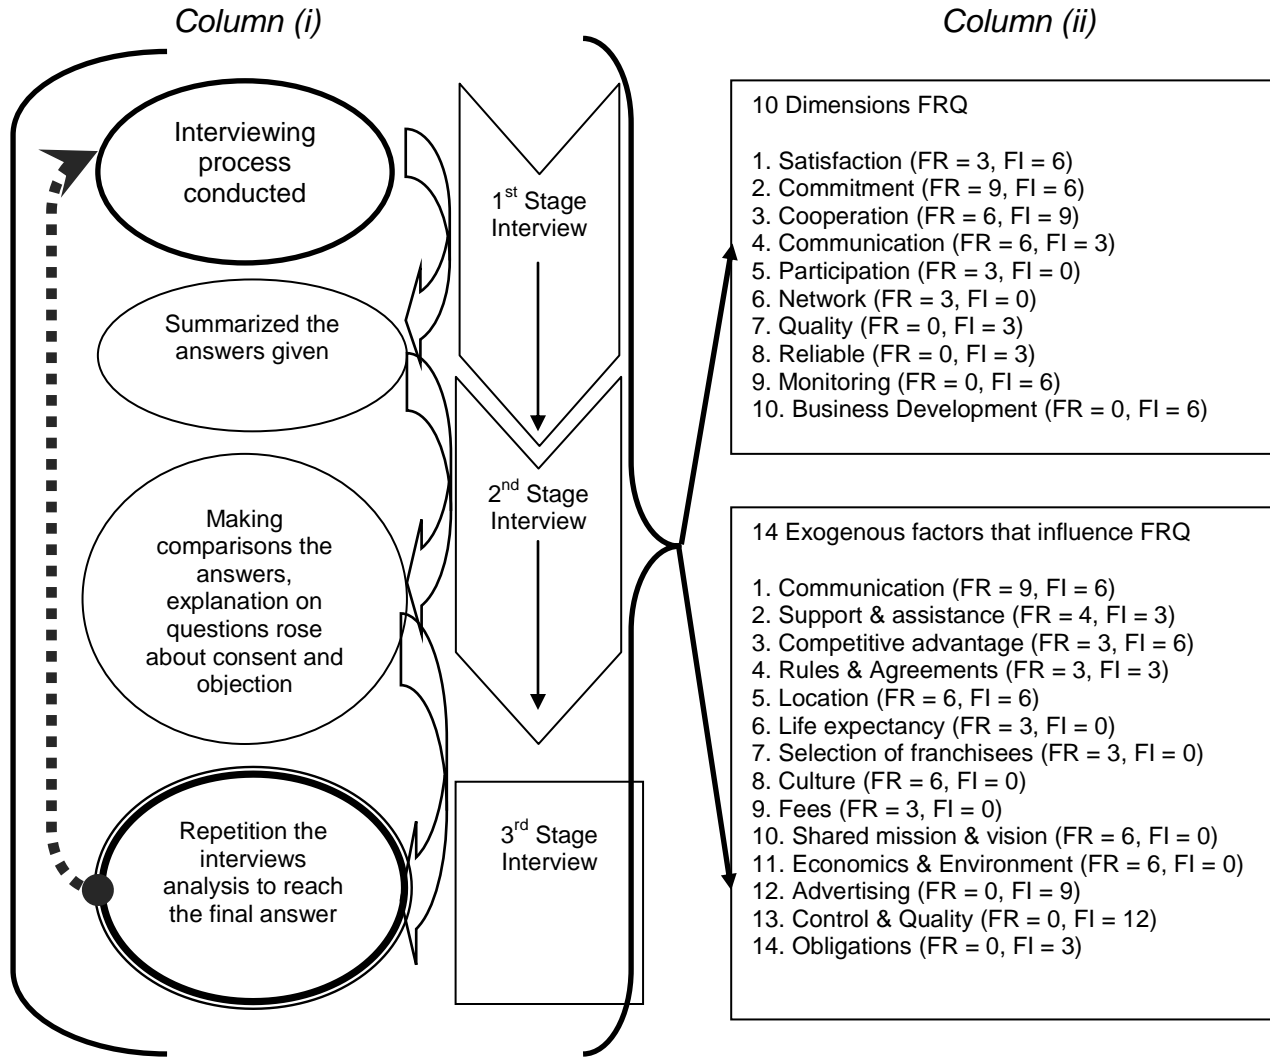 Column (i)
Column (ii)
Interviewing
process
conducted
Summarized the
answers given
Making
comparisons the
answers,
explanation on
questions rose
about consent and
objection
Repetition the
interviews
analysis to reach
the final answer
1st Stage
Interview
2nd Stage
Interview
3rd Stage
Interview
10 Dimensions FRQ
1. Satisfaction (FR = 3, FI = 6)
2. Commitment (FR = 9, FI = 6)
3. Cooperation (FR = 6, FI = 9)
4. Communication (FR = 6, FI = 3)
5. Participation (FR = 3, FI = 0)
6. Network (FR = 3, FI = 0)
7. Quality (FR = 0, FI = 3)
8. Reliable (FR = 0, FI = 3)
9. Monitoring (FR = 0, FI = 6)
10. Business Development (FR = 0, FI = 6)
14 Exogenous factors that influence FRQ
1. Communication (FR = 9, FI = 6)
2. Support & assistance (FR = 4, FI = 3)
3. Competitive advantage (FR = 3, FI = 6)
4. Rules & Agreements (FR = 3, FI = 3)
5. Location (FR = 6, FI = 6)
6. Life expectancy (FR = 3, FI = 0)
7. Selection of franchisees (FR = 3, FI = 0)
8. Culture (FR = 6, FI = 0)
9. Fees (FR = 3, FI = 0)
10. Shared mission & vision (FR = 6, FI = 0)
11. Economics & Environment (FR = 6, FI = 0)
12. Advertising (FR = 0, FI = 9)
13. Control & Quality (FR = 0, FI = 12)
14. Obligations (FR = 0, FI = 3)